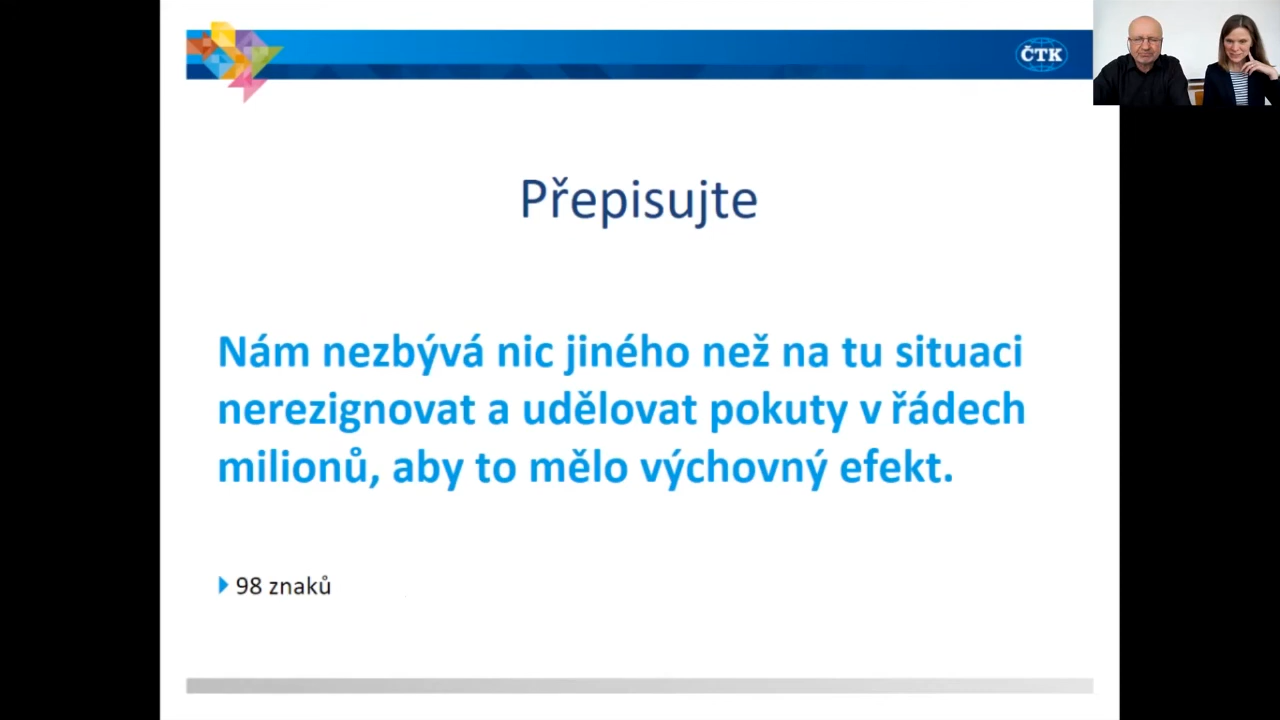 ČTK
Přepisujte
Nám nezbývá nic jiného než na tu situaci
nerezignovat a udělovat pokuty v řádech
milionů, aby to mělo výchovný efekt.
98 znaků